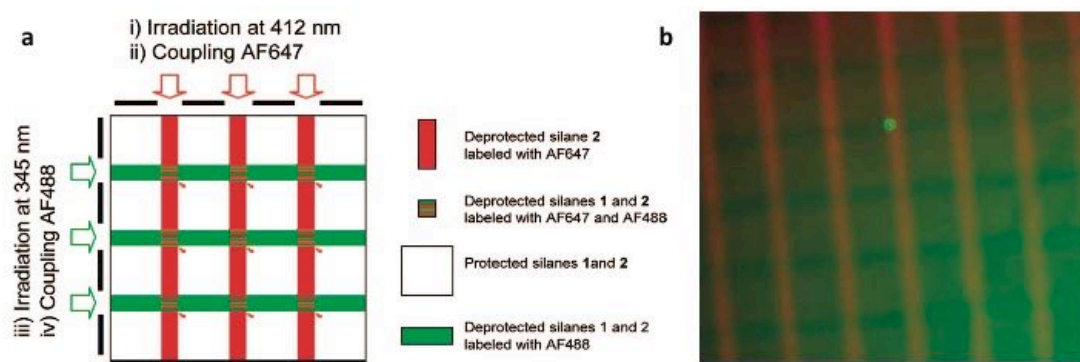 a
i) Irradiation at 412 nm
ii) Coupling AF647
iii) Irradiation at 345 nm
iv) Coupling AF488
Deprotected silane 2
labeled with AF647
Deprotected silanes 1 and 2
labeled with AF647 and AF488
Protected silanes 1and 2
Deprotected silanes 1 and 2
labeled with AF488
b